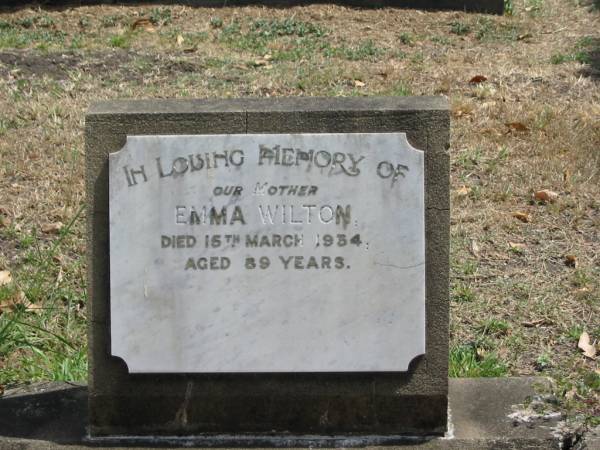 IN LOVING MEMORY OF
OUR MOTHER
EMMA WILTON,
DIED 15TH MARCH 1934,
AGED 89 YEARS.